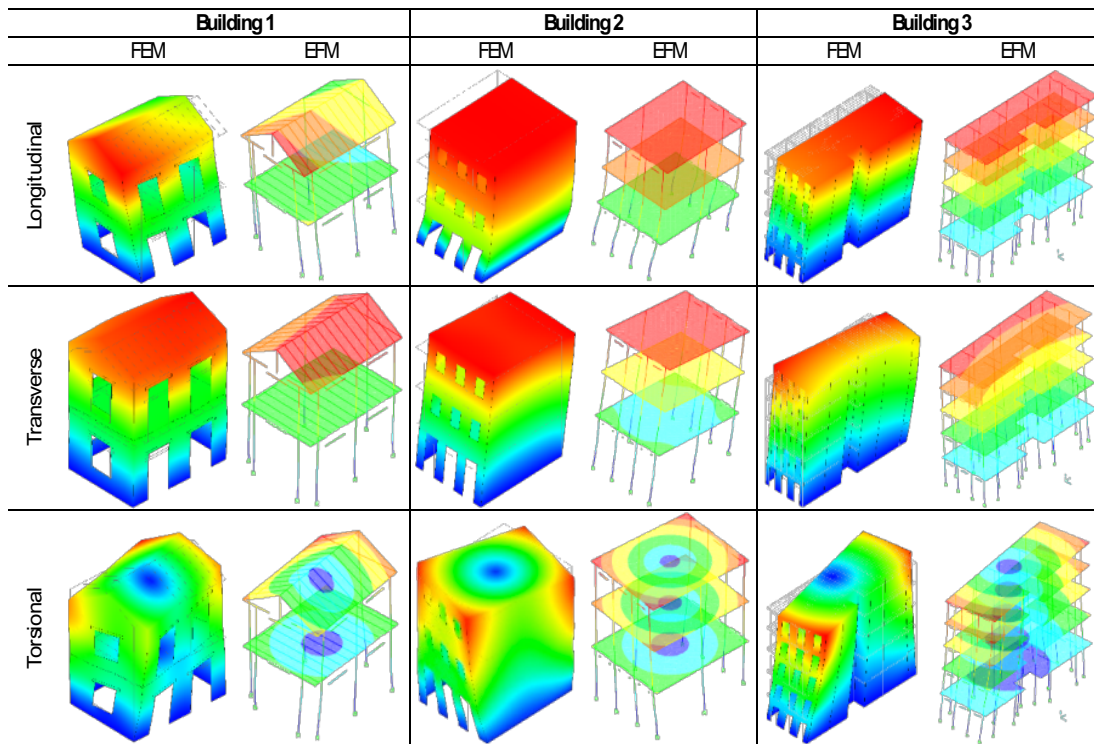 Building 1 Building 2 Building 3
FEM EFM FEM EFM FEM EFM
Longitudinal
Transverse
Torsional